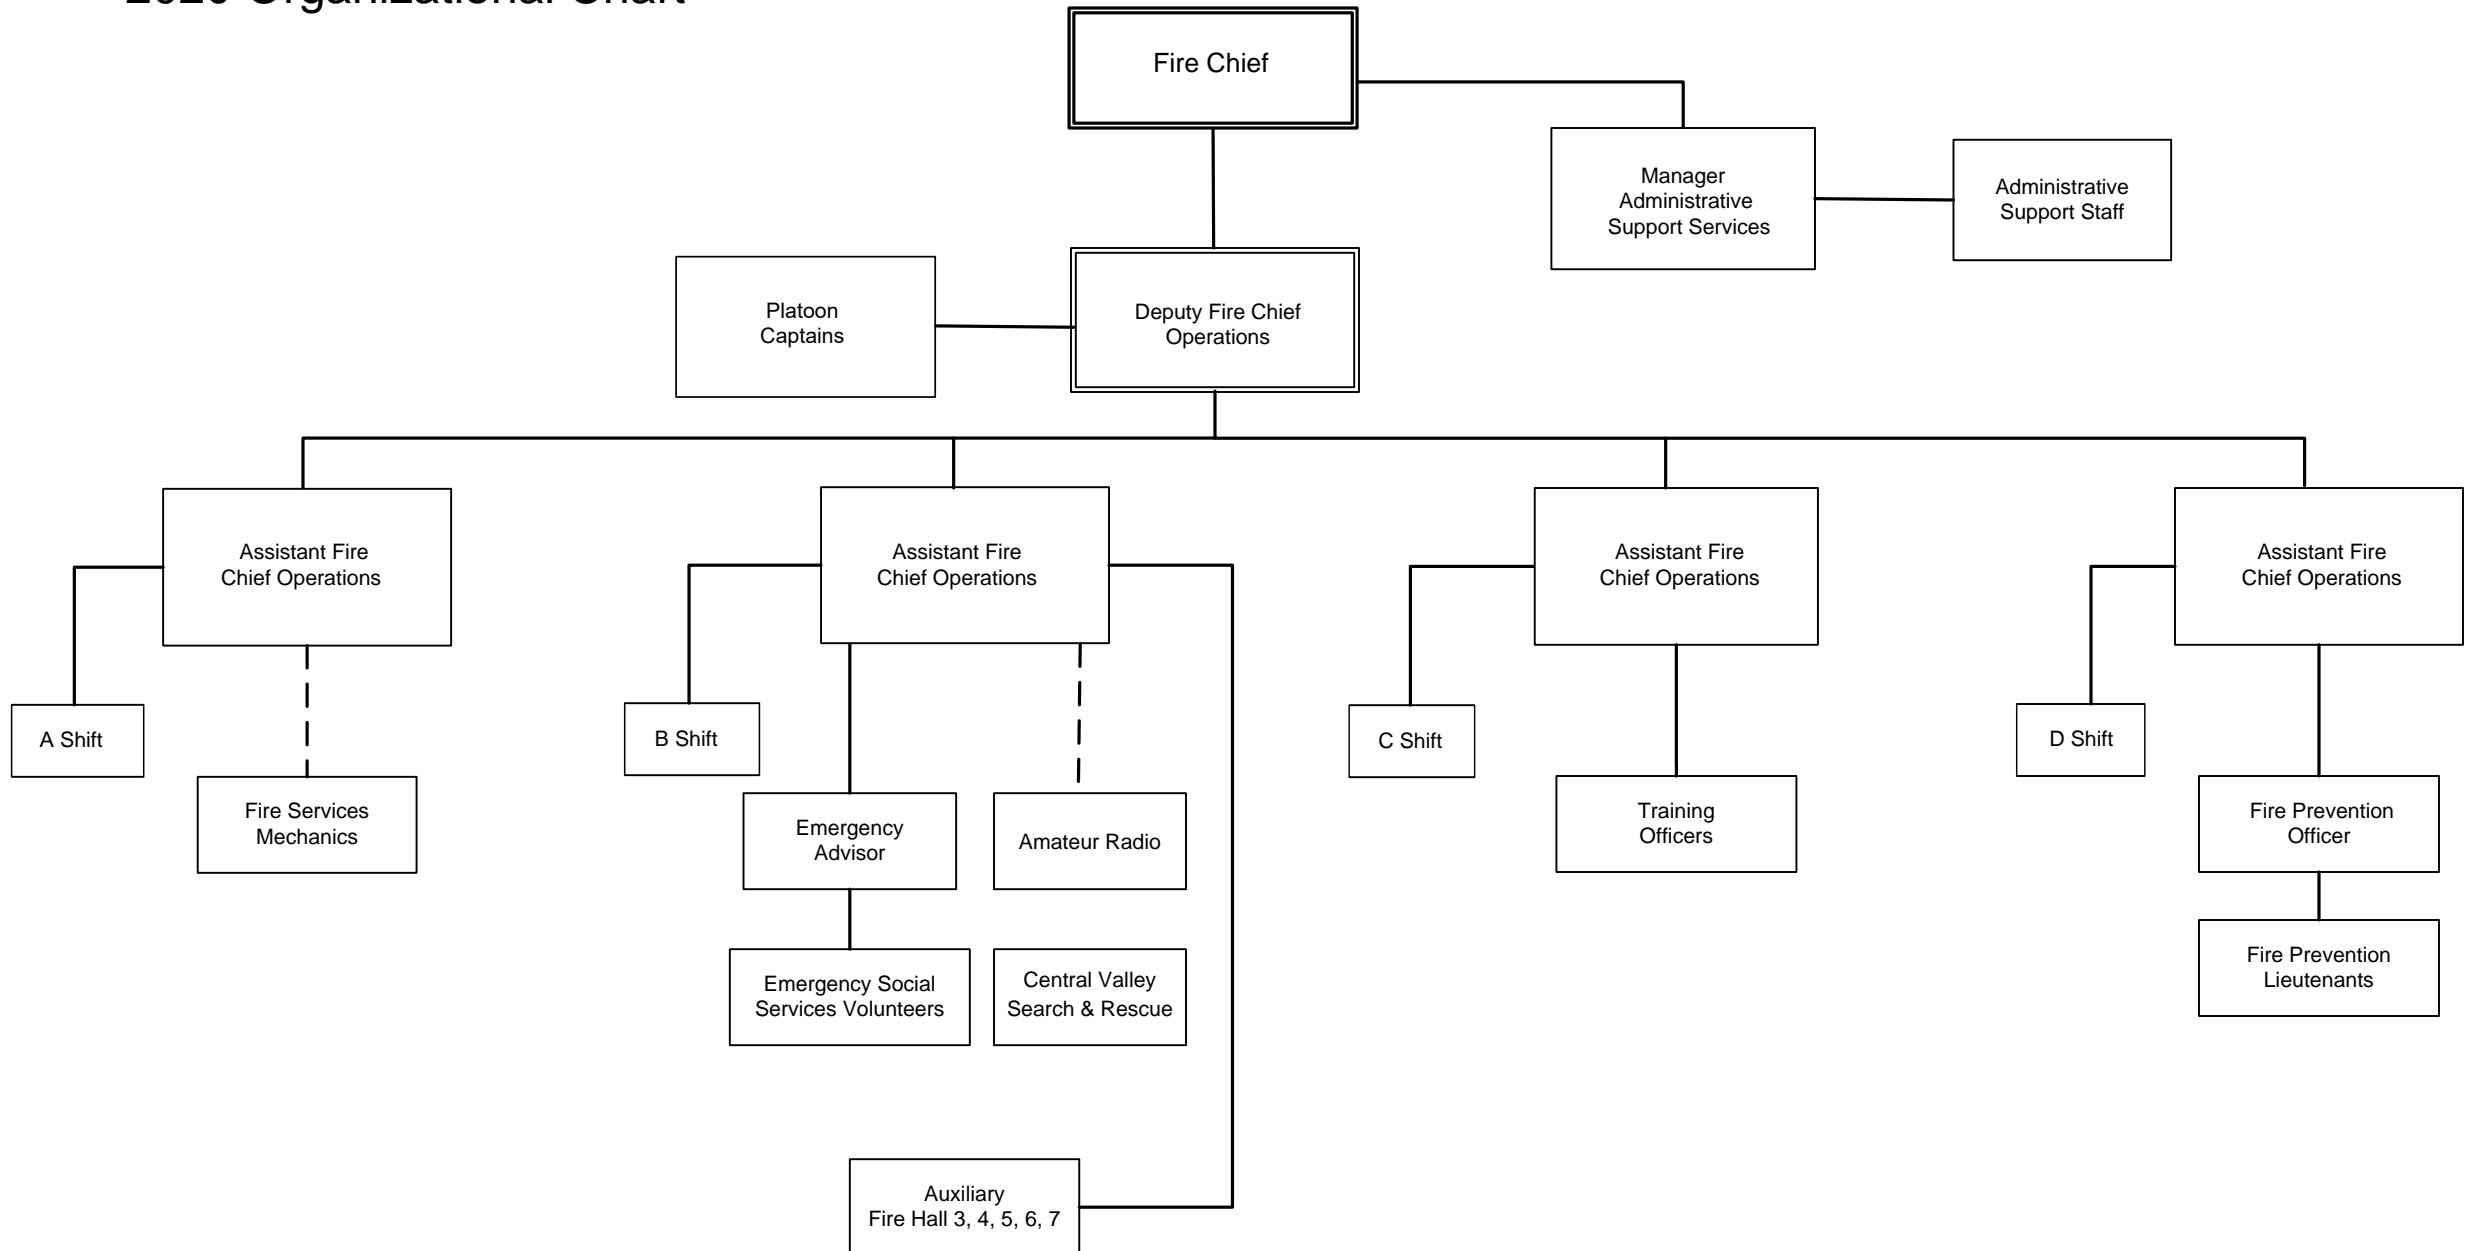 2020 Organizational Chart
Fire Chief
Manager
Administrative
Support Services
Administrative
Support Staff
Platoon
Captains
Deputy Fire Chief
Operations
Assistant Fire
Chief Operations
Assistant Fire
Chief Operations
Assistant Fire
Chief Operations
Assistant Fire
Chief Operations
A Shift
B Shift
C Shift
D Shift
Fire Services
Mechanics
Emergency
Advisor
Amateur Radio
Training
Officers
Fire Prevention
Officer
Emergency Social
Services Volunteers
Central Valley
Search & Rescue
Fire Prevention
Lieutenants
Auxiliary
Fire Hall 3, 4, 5, 6, 7